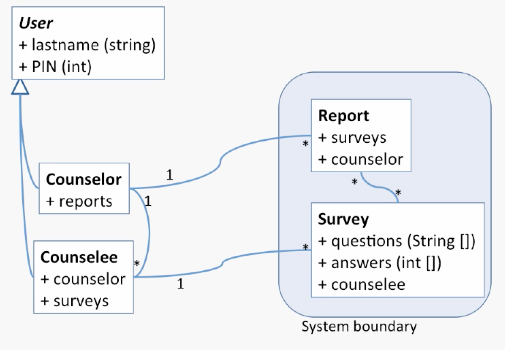 User
+ lastname (string)
+ PIN (int)
Report
+ surveys
+ counselor
Counselor
+ reports
1
*
1
*
*
Survey
+ questions (String [])
+ answers (int [])
+ counselee
Counselee
+ counselor
+ surveys
*
1
*
System boundary